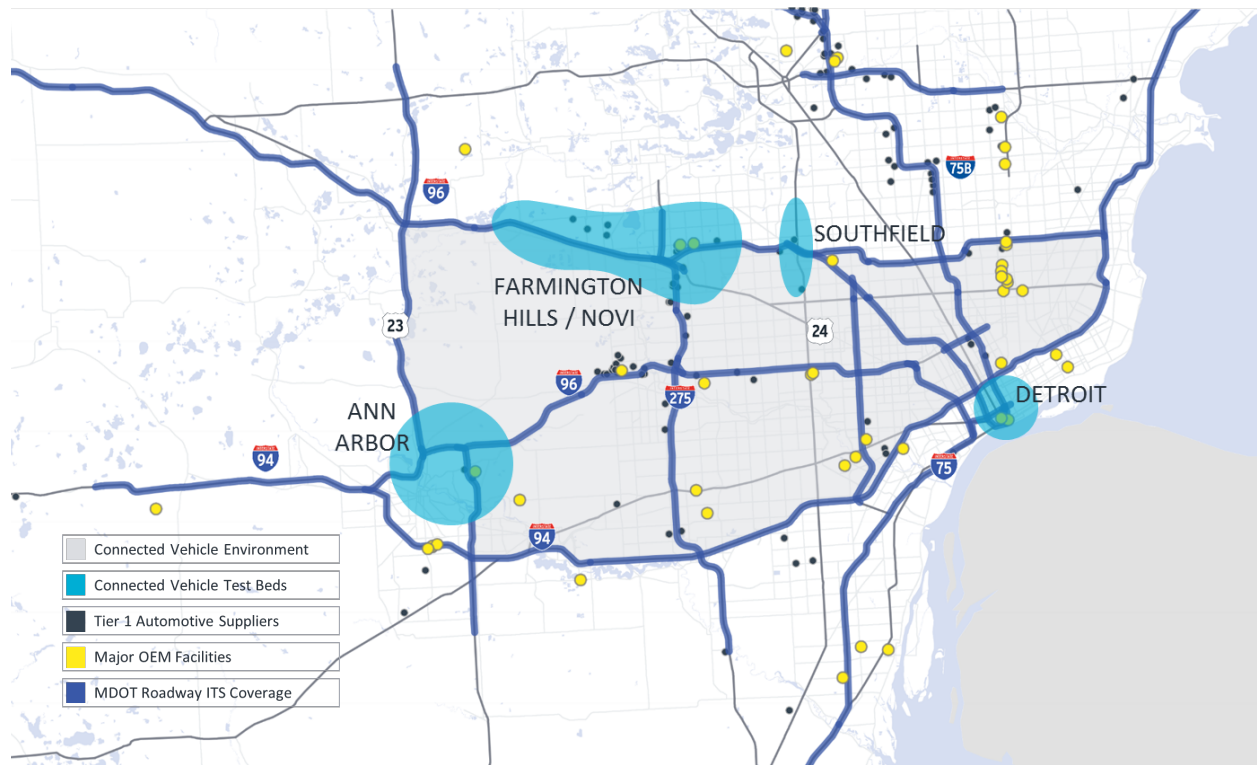 75B
96
SOUTHFIELD
FARMINGTON
HILLS / NOVI
23
24
96
275
DETROIT
ANN
ARBOR
94
75
94
Connected Vehicle Environment
Connected Vehicle Test Beds
Tier 1 Automotive Suppliers
Major OEM Facilities
MDOT Roadway ITS Coverage